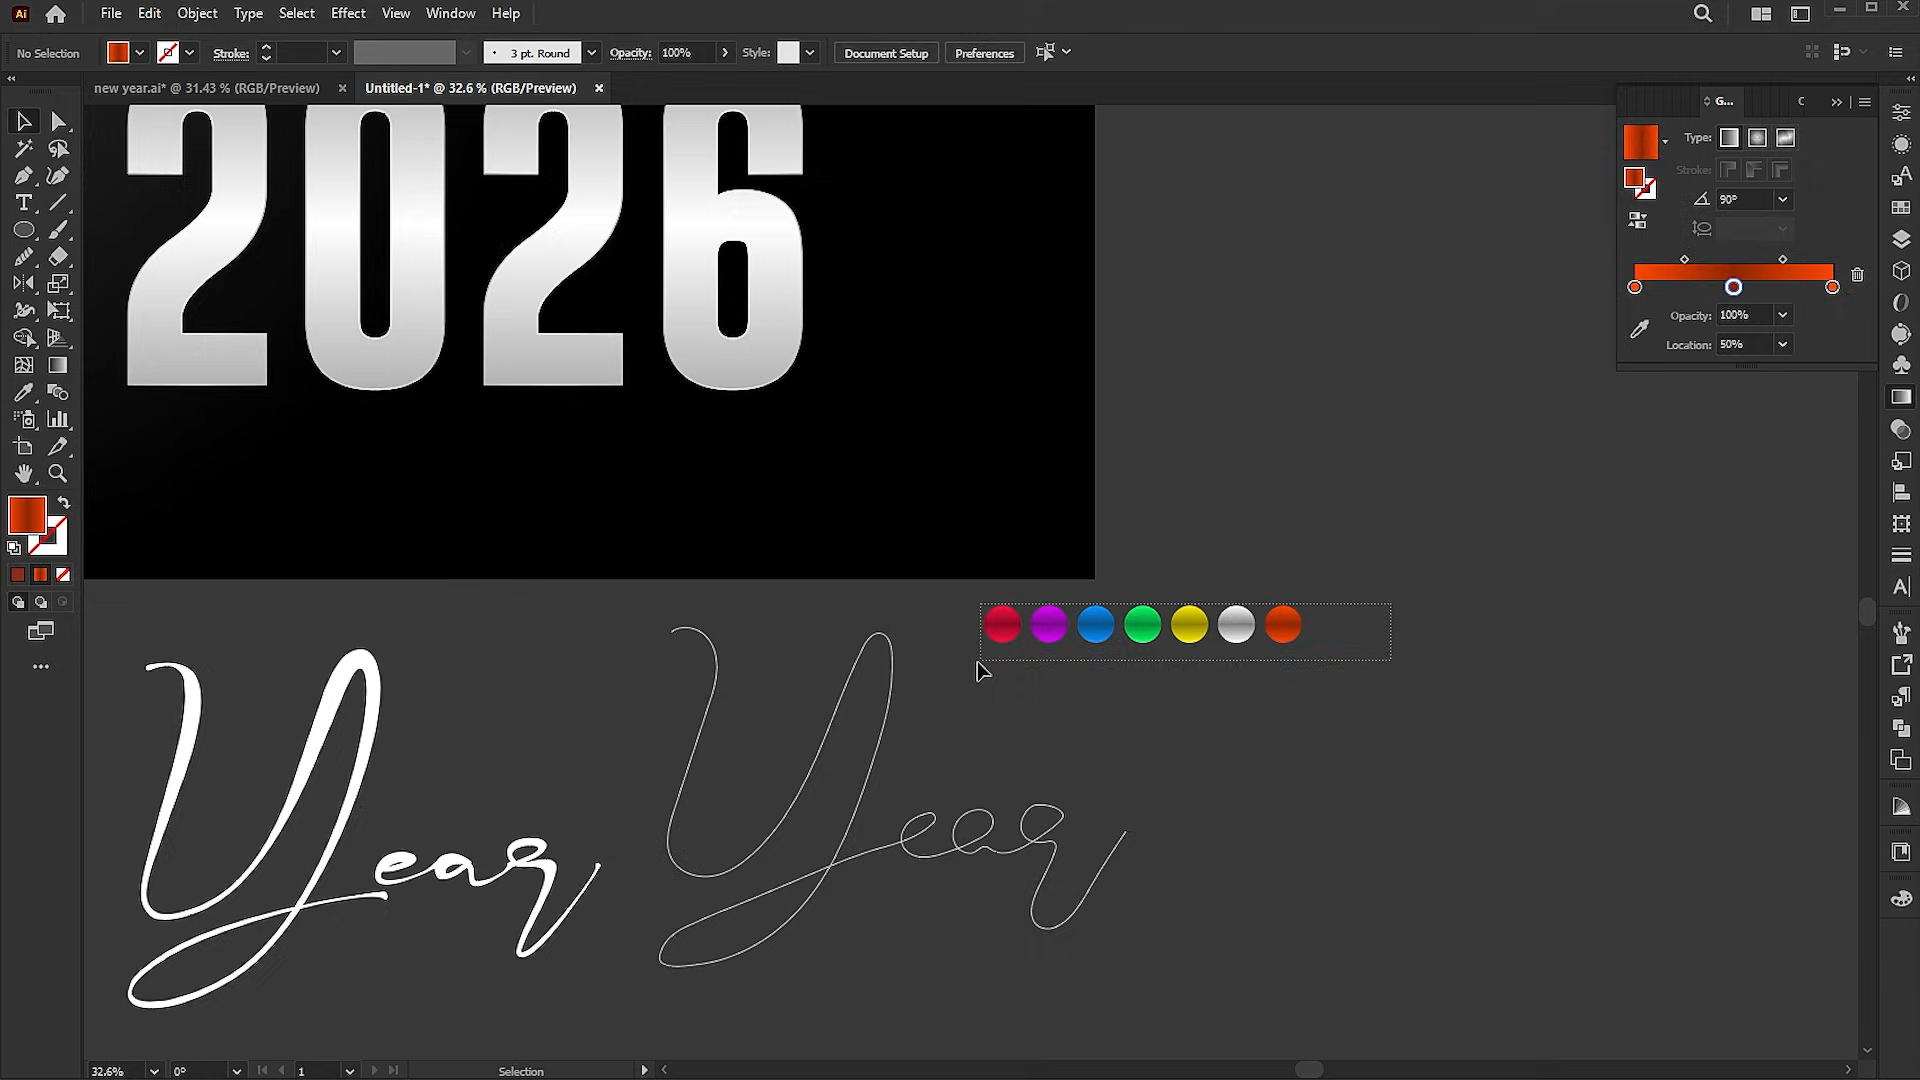 Ai File Edit Object Type Select Effect View Window Help
No Selection Stroke: 3 pt. Round Opacity: 100% Style: Document Setup Preferences
new year.ai* @ 31.43 % (RGB/Preview) × Untitled-1* @ 32.6 % (RGB/Preview) ×
G... C
Type:
Stroke:
90°
Opacity: 100%
Location: 50%
2026
Year Year
32.6% 0° 1 Selection